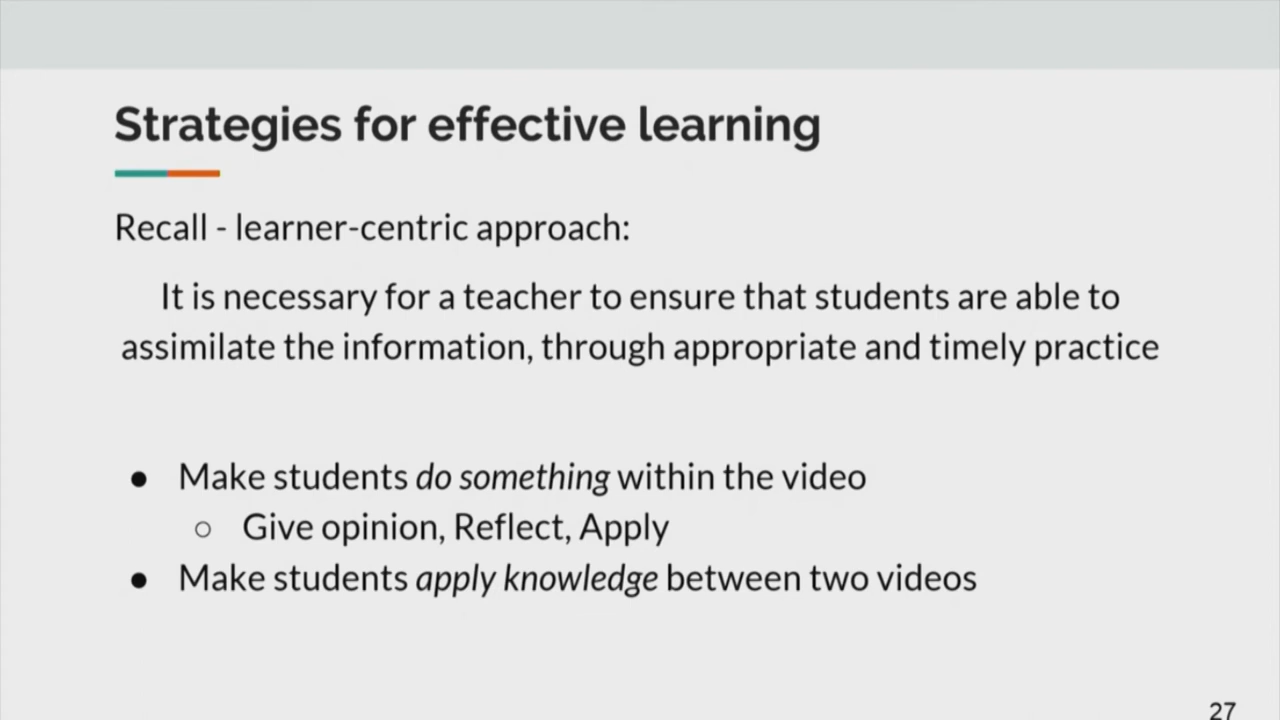 Strategies for effective learning
Recall - learner-centric approach:
It is necessary for a teacher to ensure that students are able to
assimilate the information, through appropriate and timely practice
● Make students do something within the video
○ Give opinion, Reflect, Apply
● Make students apply knowledge between two videos
27